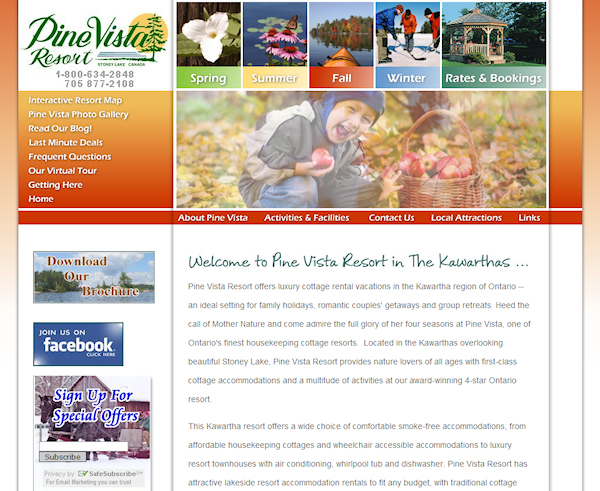 Pine Vista
Resort
STONEY LAKE CANADA
1-800-634-2848
705 877-2108
Spring
Summer
Fall
Winter
Rates & Bookings
Interactive Resort Map
Pine Vista Photo Gallery
Read Our Blog!
Last Minute Deals
Frequent Questions
Our Virtual Tour
Getting Here
Home
About Pine Vista
Activities & Facilities
Contact Us
Local Attractions
Links
Download
Our
Brochure
JOIN US ON
facebook
CLICK HERE
Sign Up For
Special Offers
Subscribe
Privacy by SafeSubscribe℠
For Email Marketing you can trust
Welcome to Pine Vista Resort in The Kawarthas ...
Pine Vista Resort offers luxury cottage rental vacations in the Kawartha region of Ontario --
an ideal setting for family holidays, romantic couples' getaways and group retreats. Heed the
call of Mother Nature and come admire the full glory of her four seasons at Pine Vista, one of
Ontario's finest housekeeping cottage resorts. Located in the Kawarthas overlooking
beautiful Stoney Lake, Pine Vista Resort provides nature lovers of all ages with first-class
cottage accommodations and a multitude of activities at our award-winning 4-star Ontario
resort.
This Kawartha resort offers a wide choice of comfortable smoke-free accommodations, from
affordable housekeeping cottages and wheelchair accessible accommodations to luxury
resort townhouses with air conditioning, whirlpool tub and dishwasher. Pine Vista Resort has
attractive lakeside resort accommodation rentals to fit any budget, with traditional cottage